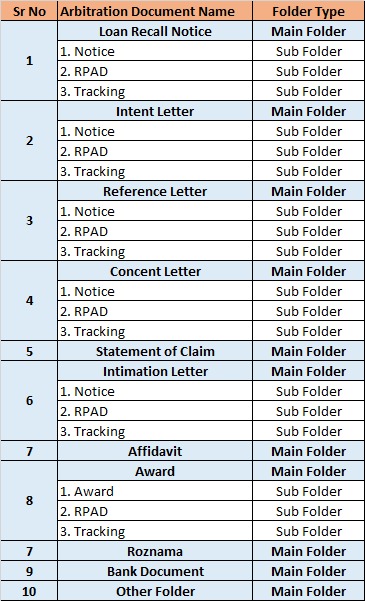 Sr No Arbitration Document Name Folder Type
1 Loan Recall Notice Main Folder
1. Notice Sub Folder
2. RPAD Sub Folder
3. Tracking Sub Folder
2 Intent Letter Main Folder
1. Notice Sub Folder
2. RPAD Sub Folder
3. Tracking Sub Folder
3 Reference Letter Main Folder
1. Notice Sub Folder
2. RPAD Sub Folder
3. Tracking Sub Folder
4 Concent Letter Main Folder
1. Notice Sub Folder
2. RPAD Sub Folder
3. Tracking Sub Folder
5 Statement of Claim Main Folder
6 Intimation Letter Main Folder
1. Notice Sub Folder
2. RPAD Sub Folder
3. Tracking Sub Folder
7 Affidavit Main Folder
8 Award Main Folder
1. Award Sub Folder
2. RPAD Sub Folder
3. Tracking Sub Folder
7 Roznama Main Folder
9 Bank Document Main Folder
10 Other Folder Main Folder